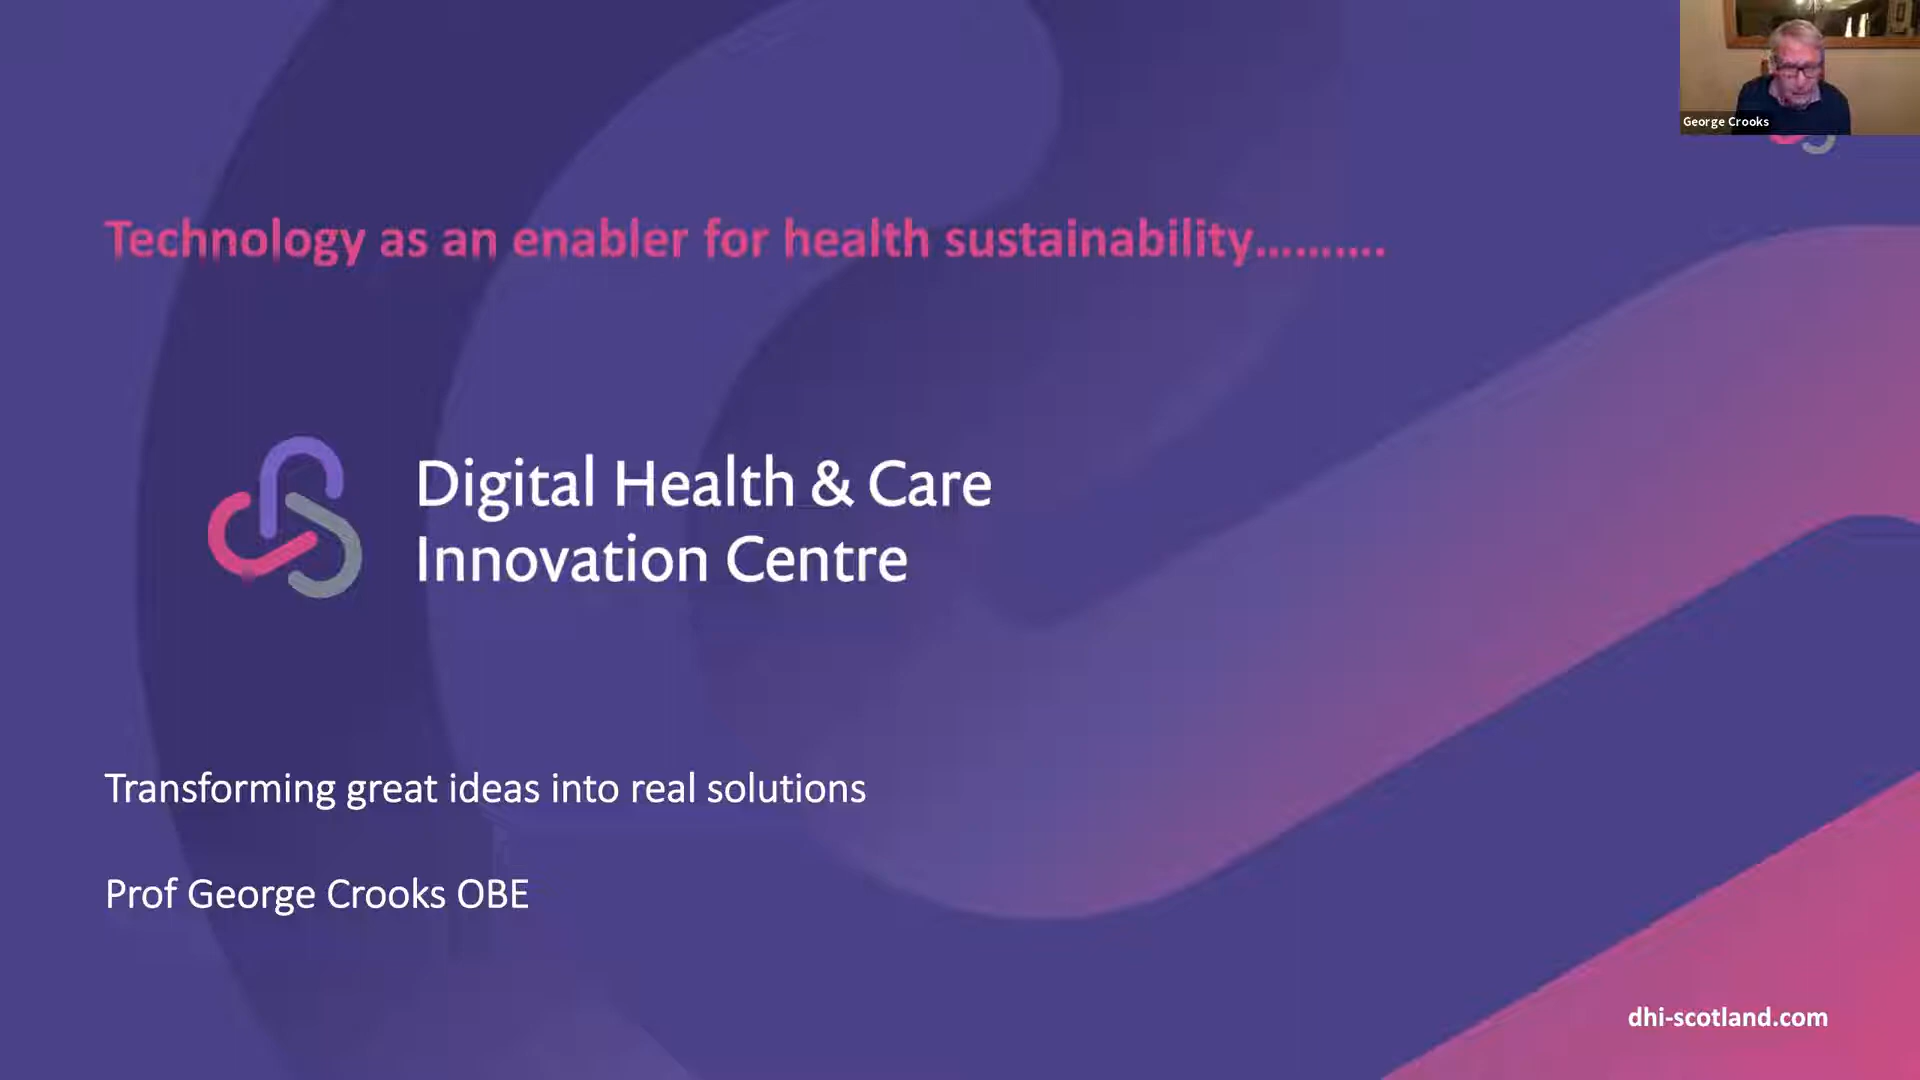 George Crooks
Technology as an enabler for health sustainability..........
Digital Health & Care
Innovation Centre
Transforming great ideas into real solutions
Prof George Crooks OBE
dhi-scotland.com